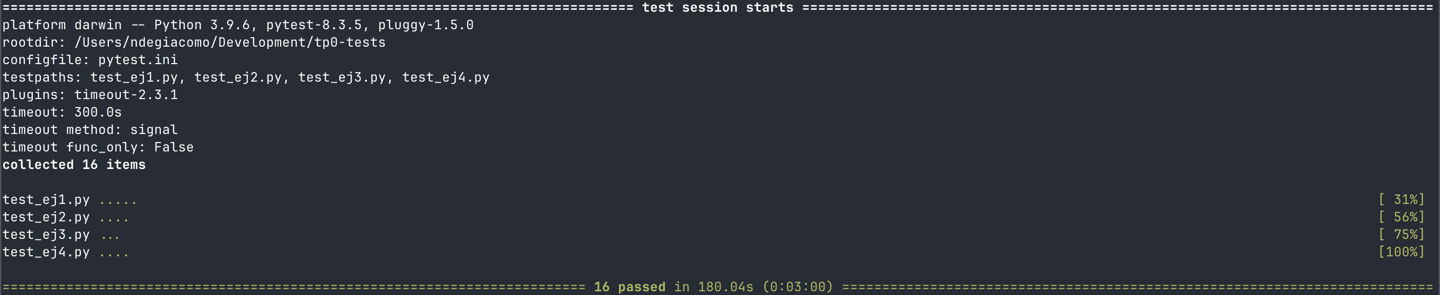 =============================================================================== test session starts ===============================================================================
platform darwin -- Python 3.9.6, pytest-8.3.5, pluggy-1.5.0
rootdir: /Users/ndegiacomo/Development/tp0-tests
configfile: pytest.ini
testpaths: test_ej1.py, test_ej2.py, test_ej3.py, test_ej4.py
plugins: timeout-2.3.1
timeout: 300.0s
timeout method: signal
timeout func_only: False
collected 16 items
test_ej1.py ..... [ 31%]
test_ej2.py .... [ 56%]
test_ej3.py ... [ 75%]
test_ej4.py .... [100%]
========================================================================= 16 passed in 180.04s (0:03:00) ==========================================================================